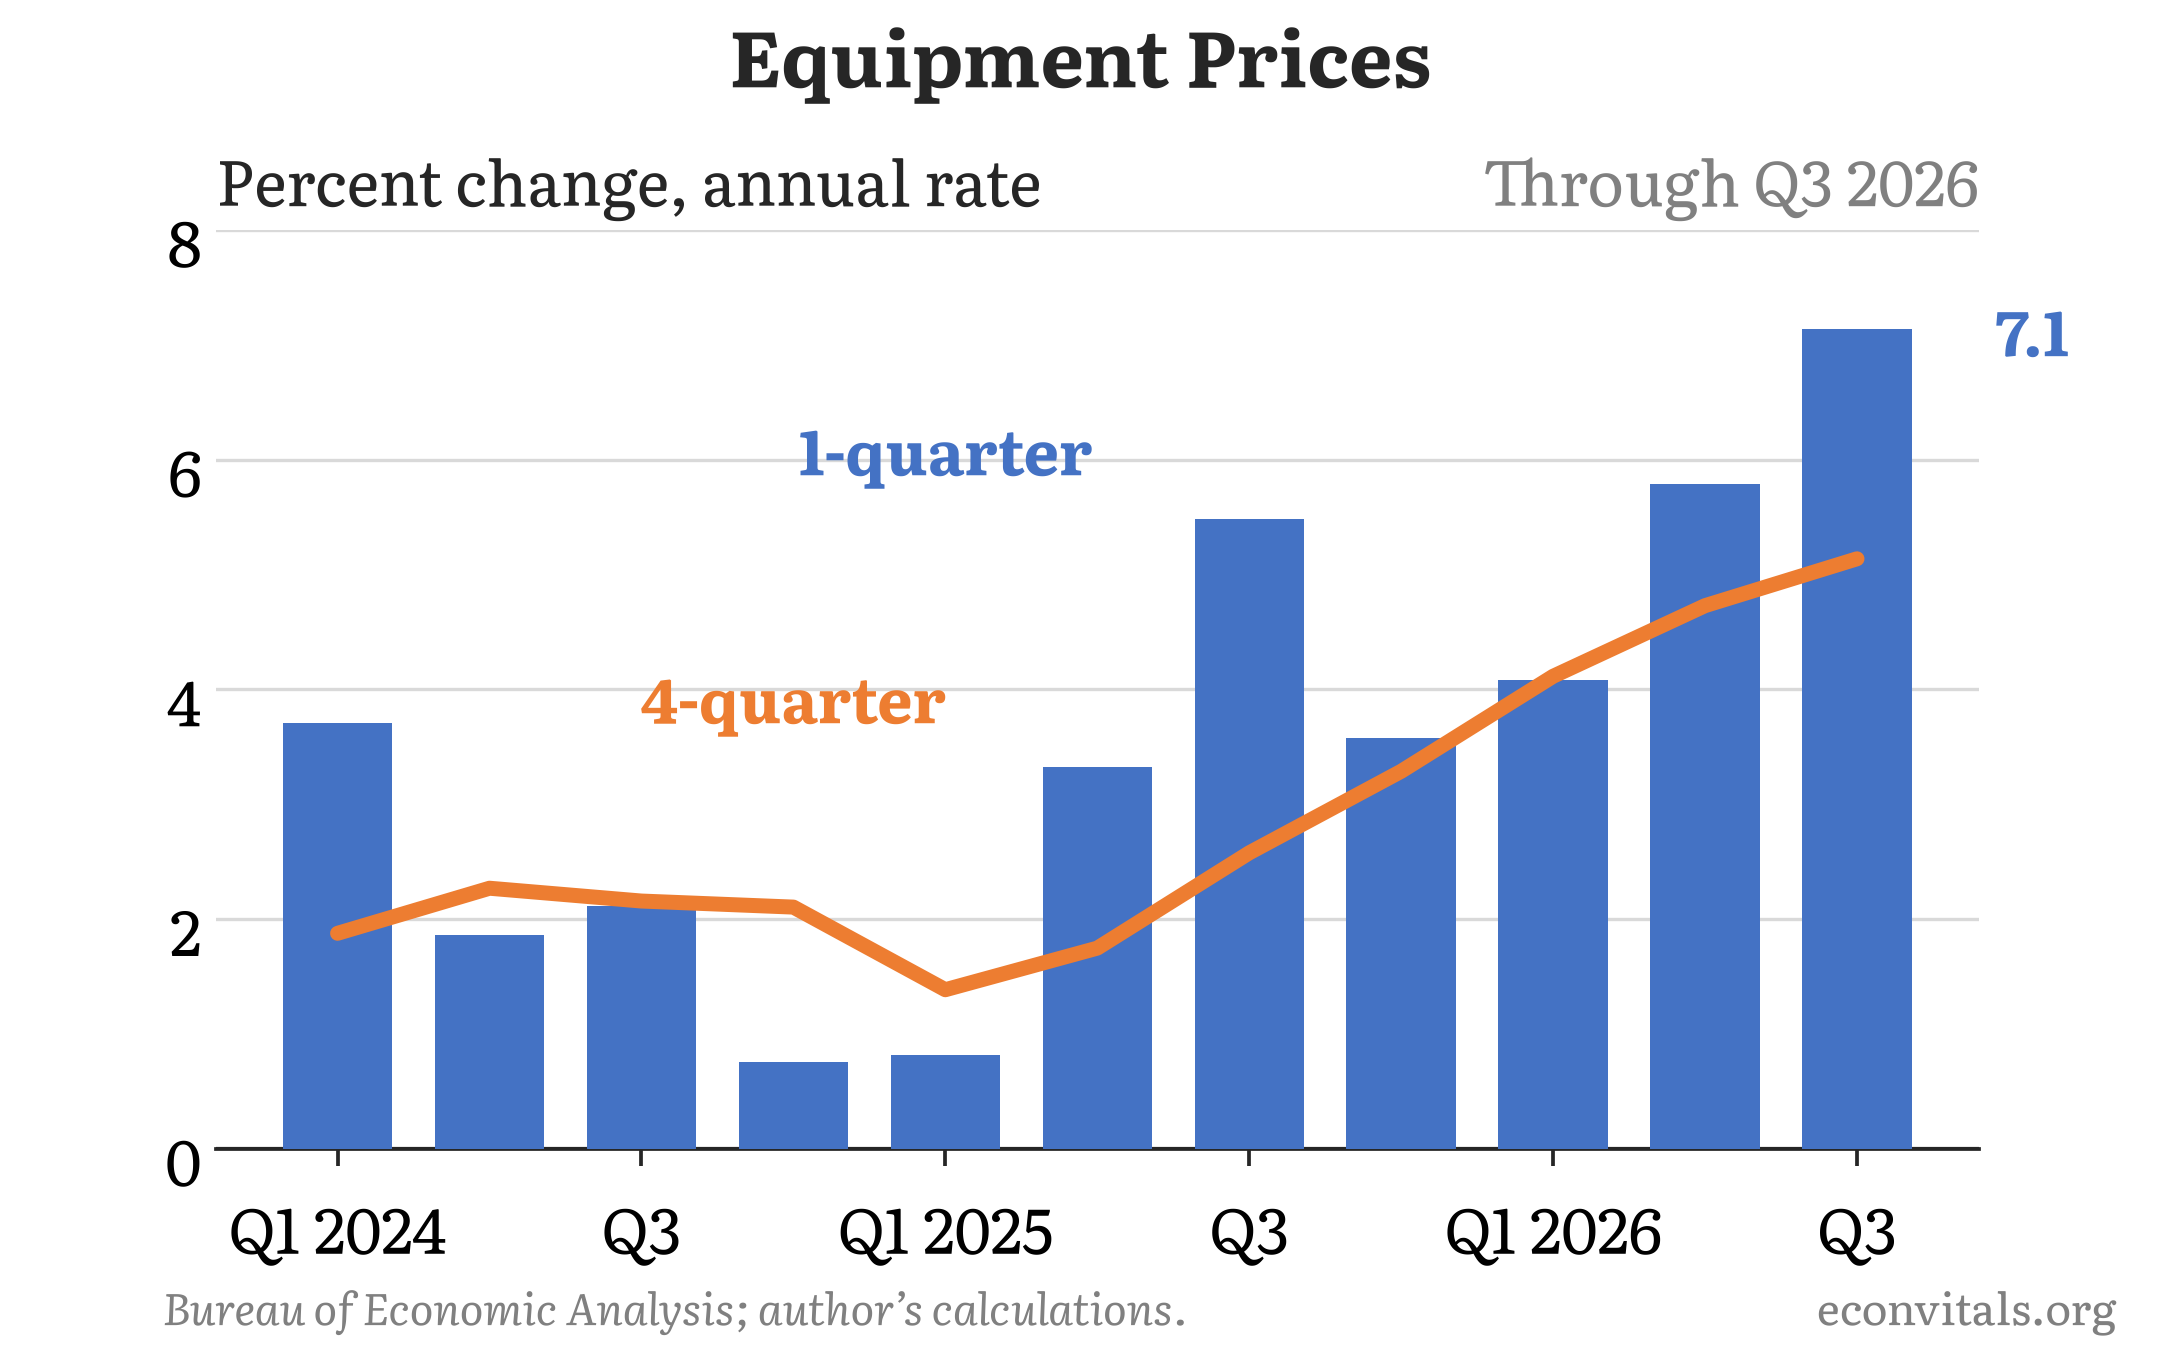 Equipment Prices
Percent change, annual rate
Through Q3 2026
8
7.1
1-quarter
6
4-quarter
4
2
0
Q1 2024 Q3 Q1 2025 Q3 Q1 2026 Q3
Bureau of Economic Analysis; author’s calculations.
econvitals.org